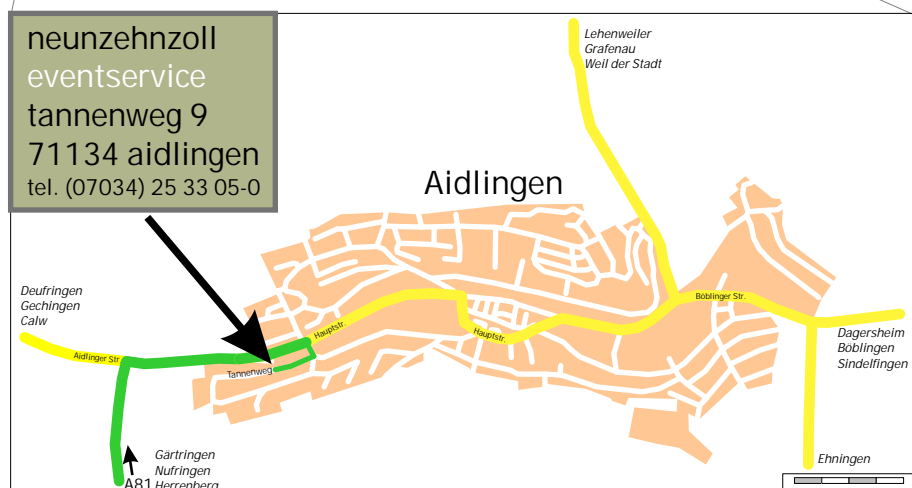 neunzehnzoll
eventservice
tannenweg 9
71134 aidlingen
tel. (07034) 25 33 05-0
Lehenweiler
Grafenau
Weil der Stadt
Aidlingen
Deufringen
Gechingen
Calw
Aidlinger Str.
Hauptstr.
Hauptstr.
Böblinger Str.
Tannenweg
Dagersheim
Böblingen
Sindelfingen
Gärtringen
Nufringen
A81 Herrenberg
Ehningen